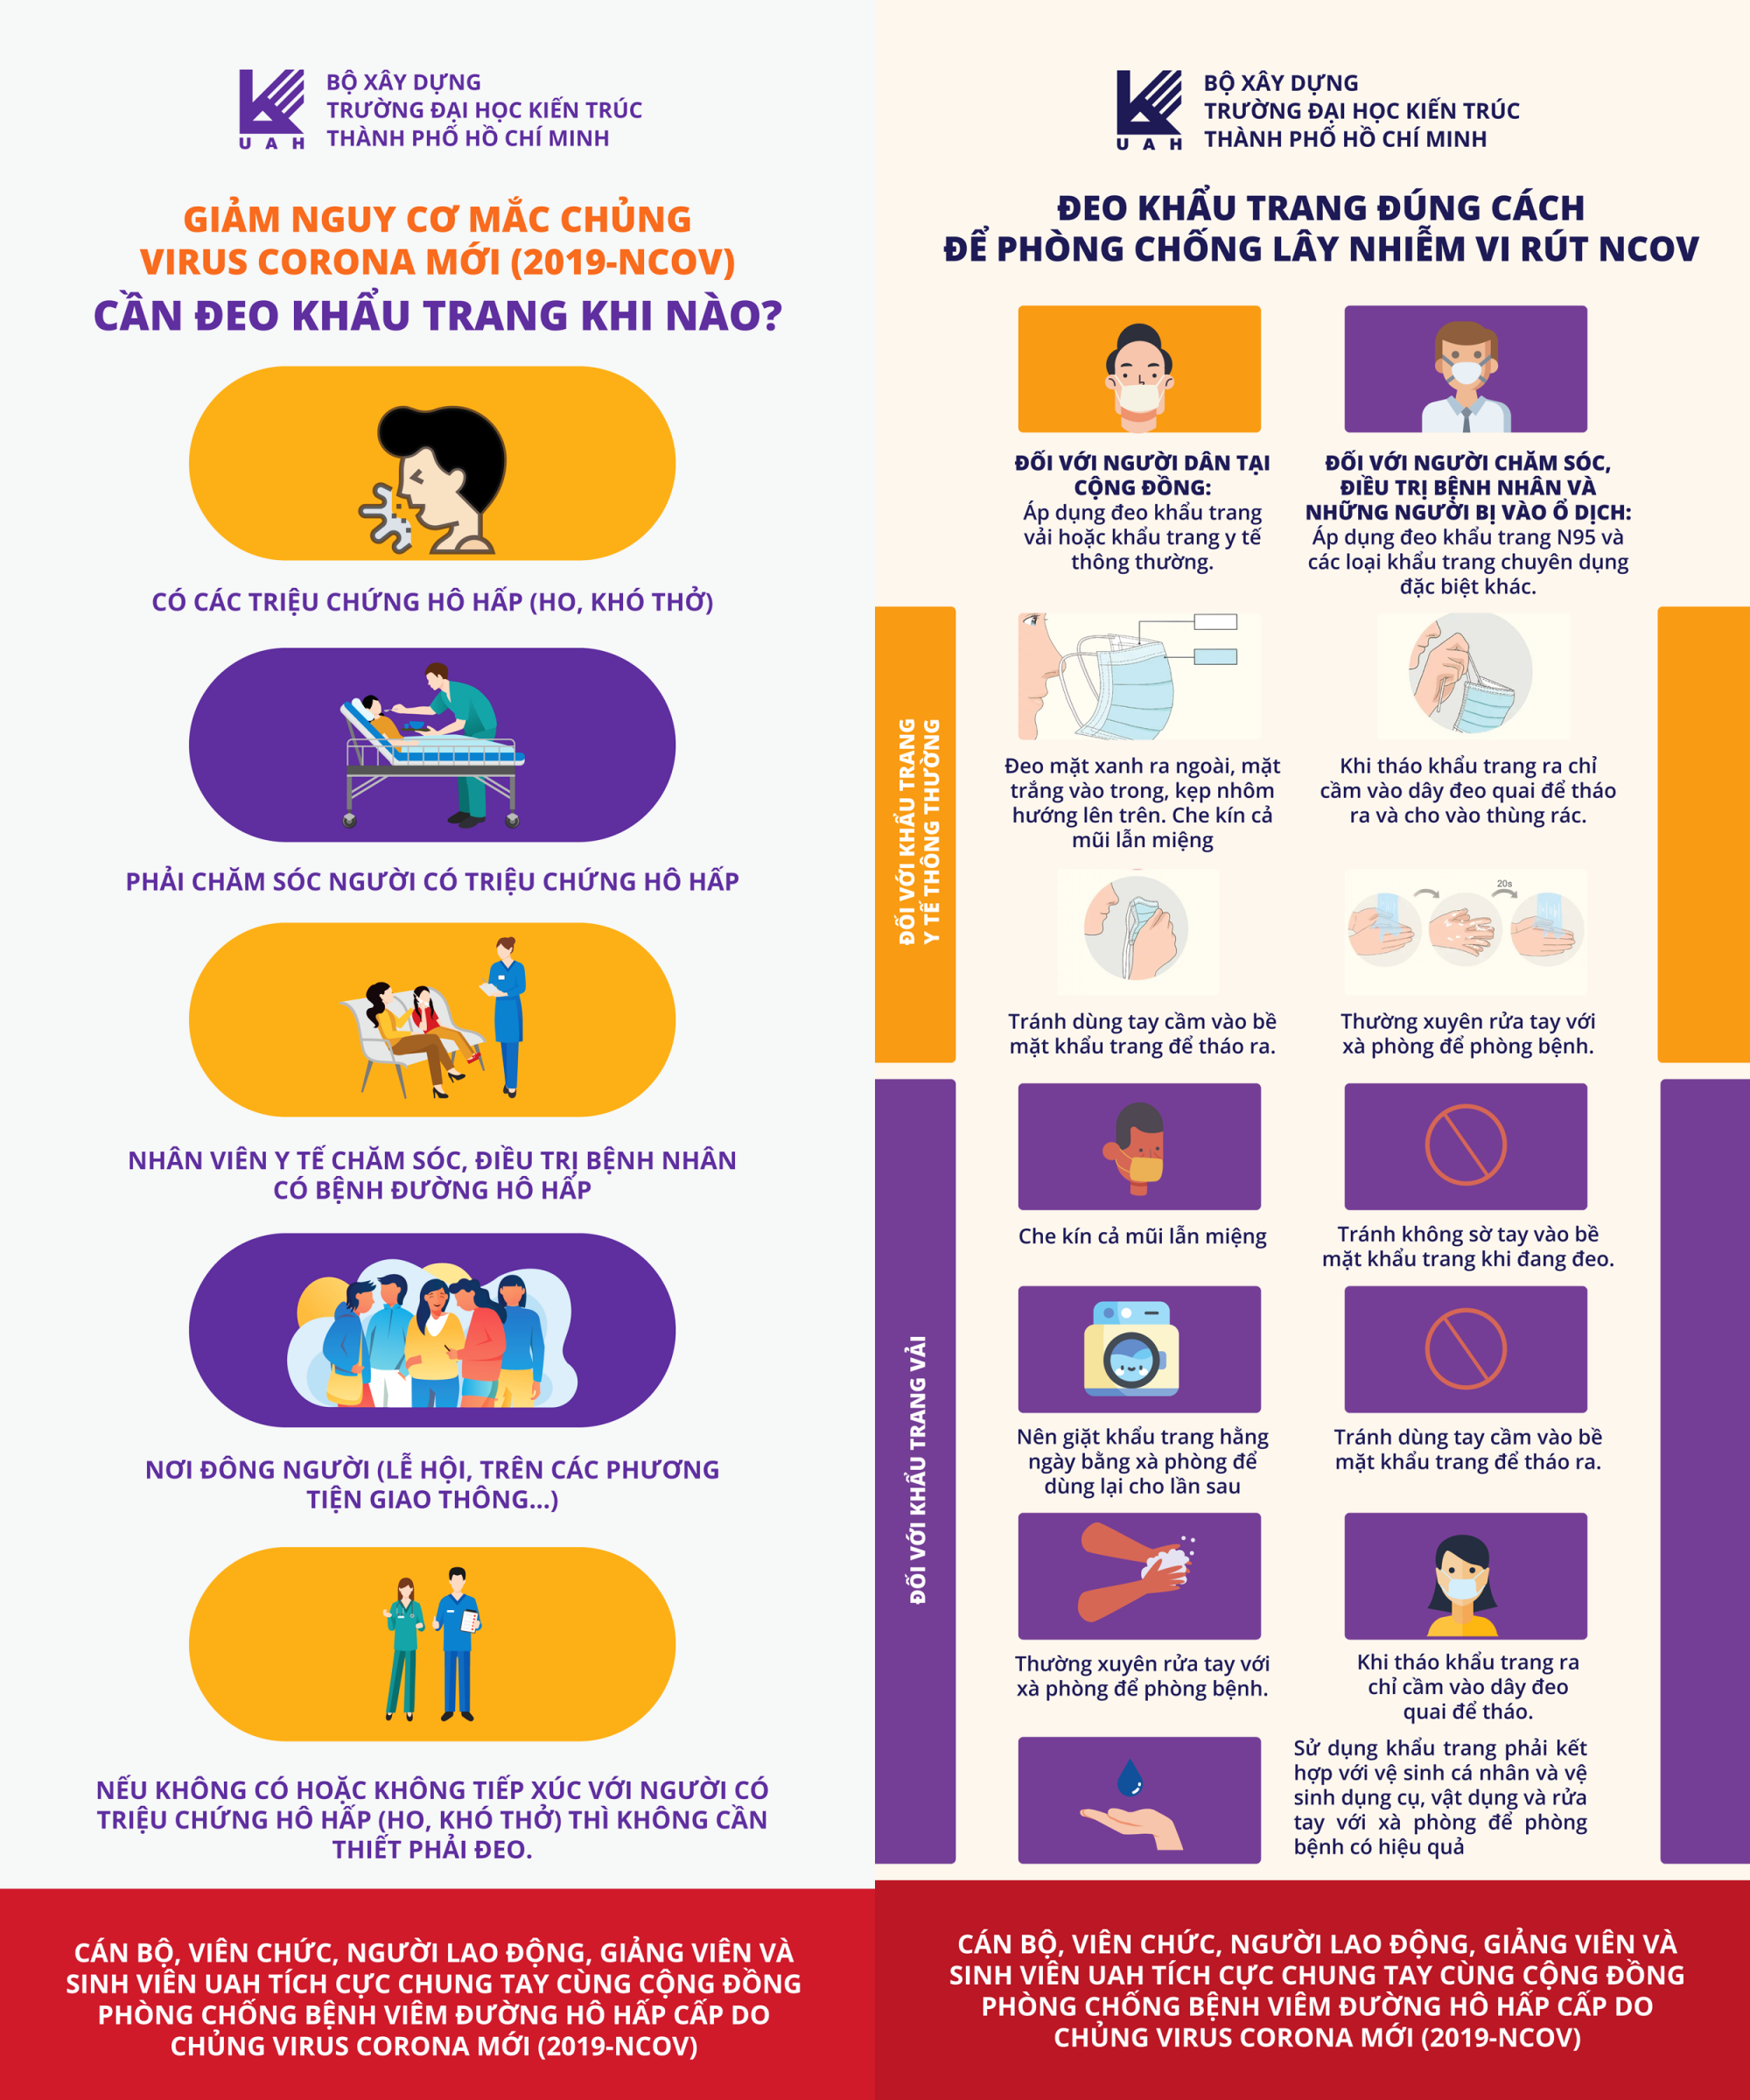 UAH
BỘ XÂY DỰNG
TRƯỜNG ĐẠI HỌC KIẾN TRÚC
THÀNH PHỐ HỒ CHÍ MINH
GIẢM NGUY CƠ MẮC CHỦNG
VIRUS CORONA MỚI (2019-NCOV)
CẦN ĐEO KHẨU TRANG KHI NÀO?
CÓ CÁC TRIỆU CHỨNG HÔ HẤP (HO, KHÓ THỞ)
PHẢI CHĂM SÓC NGƯỜI CÓ TRIỆU CHỨNG HÔ HẤP
NHÂN VIÊN Y TẾ CHĂM SÓC, ĐIỀU TRỊ BỆNH NHÂN
CÓ BỆNH ĐƯỜNG HÔ HẤP
NƠI ĐÔNG NGƯỜI (LỄ HỘI, TRÊN CÁC PHƯƠNG
TIỆN GIAO THÔNG...)
NẾU KHÔNG CÓ HOẶC KHÔNG TIẾP XÚC VỚI NGƯỜI CÓ
TRIỆU CHỨNG HÔ HẤP (HO, KHÓ THỞ) THÌ KHÔNG CẦN
THIẾT PHẢI ĐEO.
CÁN BỘ, VIÊN CHỨC, NGƯỜI LAO ĐỘNG, GIẢNG VIÊN VÀ
SINH VIÊN UAH TÍCH CỰC CHUNG TAY CÙNG CỘNG ĐỒNG
PHÒNG CHỐNG BỆNH VIÊM ĐƯỜNG HÔ HẤP CẤP DO
CHỦNG VIRUS CORONA MỚI (2019-NCOV)
UAH
BỘ XÂY DỰNG
TRƯỜNG ĐẠI HỌC KIẾN TRÚC
THÀNH PHỐ HỒ CHÍ MINH
ĐEO KHẨU TRANG ĐÚNG CÁCH
ĐỂ PHÒNG CHỐNG LÂY NHIỄM VI RÚT NCOV
ĐỐI VỚI NGƯỜI DÂN TẠI
CỘNG ĐỒNG:
Áp dụng đeo khẩu trang
vải hoặc khẩu trang y tế
thông thường.
ĐỐI VỚI NGƯỜI CHĂM SÓC,
ĐIỀU TRỊ BỆNH NHÂN VÀ
NHỮNG NGƯỜI BỊ VÀO Ổ DỊCH:
Áp dụng đeo khẩu trang N95 và
các loại khẩu trang chuyên dụng
đặc biệt khác.
ĐỐI VỚI KHẨU TRANG
Y TẾ THÔNG THƯỜNG
Đeo mặt xanh ra ngoài, mặt
trắng vào trong, kẹp nhôm
hướng lên trên. Che kín cả
mũi lẫn miệng
Khi tháo khẩu trang ra chỉ
cầm vào dây đeo quai để tháo
ra và cho vào thùng rác.
20s
Tránh dùng tay cầm vào bề
mặt khẩu trang để tháo ra.
Thường xuyên rửa tay với
xà phòng để phòng bệnh.
ĐỐI VỚI KHẨU TRANG VẢI
Che kín cả mũi lẫn miệng
Tránh không sờ tay vào bề
mặt khẩu trang khi đang đeo.
Nên giặt khẩu trang hằng
ngày bằng xà phòng để
dùng lại cho lần sau
Tránh dùng tay cầm vào bề
mặt khẩu trang để tháo ra.
Thường xuyên rửa tay với
xà phòng để phòng bệnh.
Khi tháo khẩu trang ra
chỉ cầm vào dây đeo
quai để tháo.
Sử dụng khẩu trang phải kết
hợp với vệ sinh cá nhân và vệ
sinh dụng cụ, vật dụng và rửa
tay với xà phòng để phòng
bệnh có hiệu quả
CÁN BỘ, VIÊN CHỨC, NGƯỜI LAO ĐỘNG, GIẢNG VIÊN VÀ
SINH VIÊN UAH TÍCH CỰC CHUNG TAY CÙNG CỘNG ĐỒNG
PHÒNG CHỐNG BỆNH VIÊM ĐƯỜNG HÔ HẤP CẤP DO
CHỦNG VIRUS CORONA MỚI (2019-NCOV)